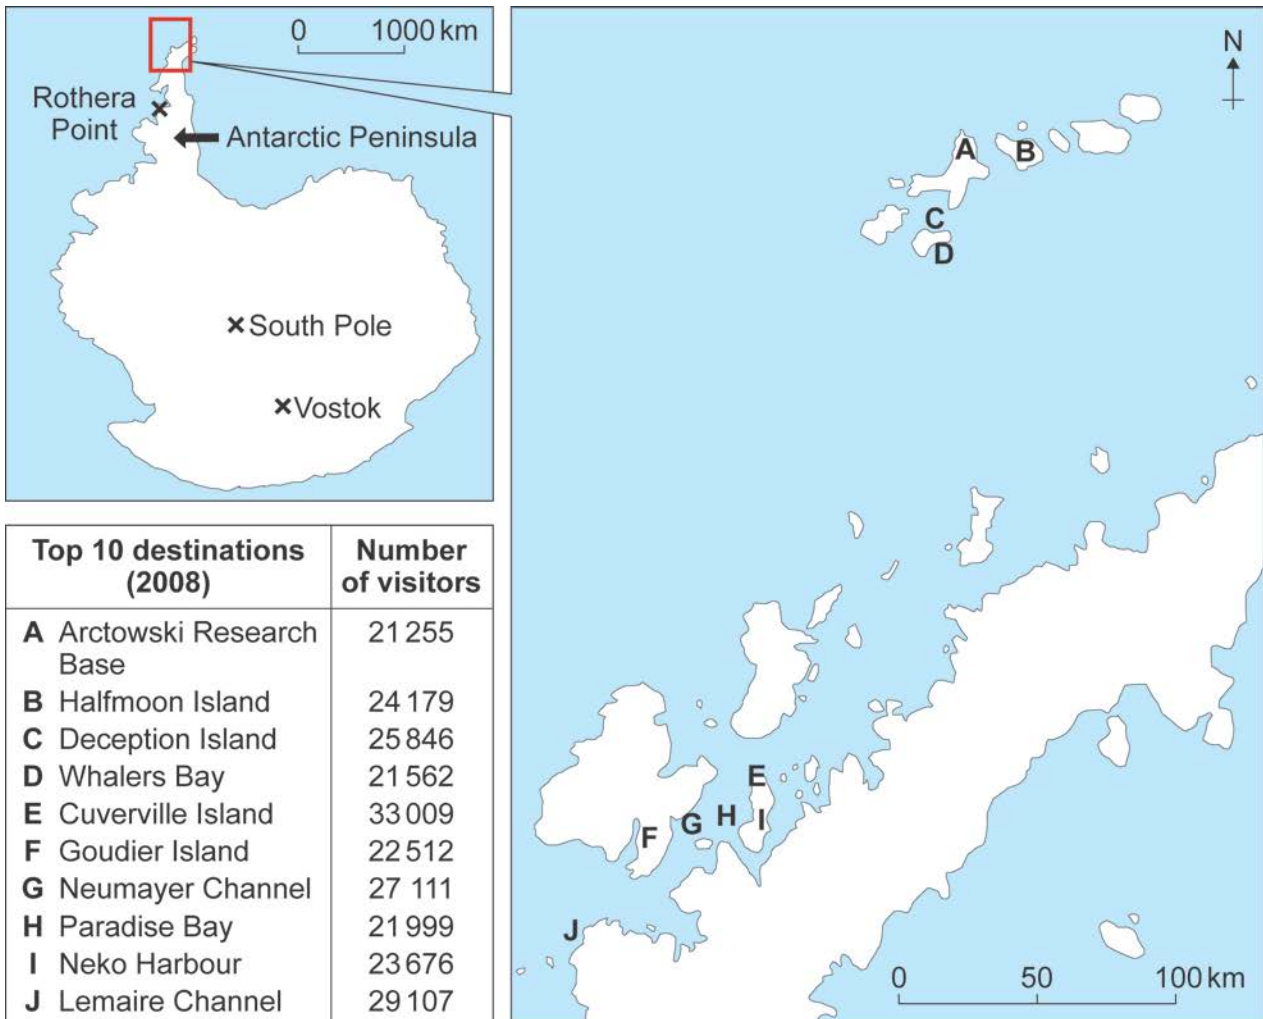 0 1000 km
Rothera
Point
Antarctic Peninsula
South Pole
Vostok
Top 10 destinations Number
(2008) of visitors
A Arctowski Research 21 255
Base
B Halfmoon Island 24 179
C Deception Island 25 846
D Whalers Bay 21 562
E Cuverville Island 33 009
F Goudier Island 22 512
G Neumayer Channel 27 111
H Paradise Bay 21 999
I Neko Harbour 23 676
J Lemaire Channel 29 107
N
A B
C
D
E
F G H I
J
0 50 100 km